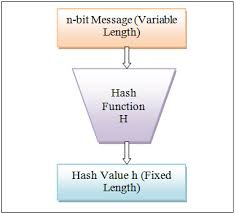 n-bit Message (Variable
Length)
Hash
Function
H
Hash Value h (Fixed
Length)